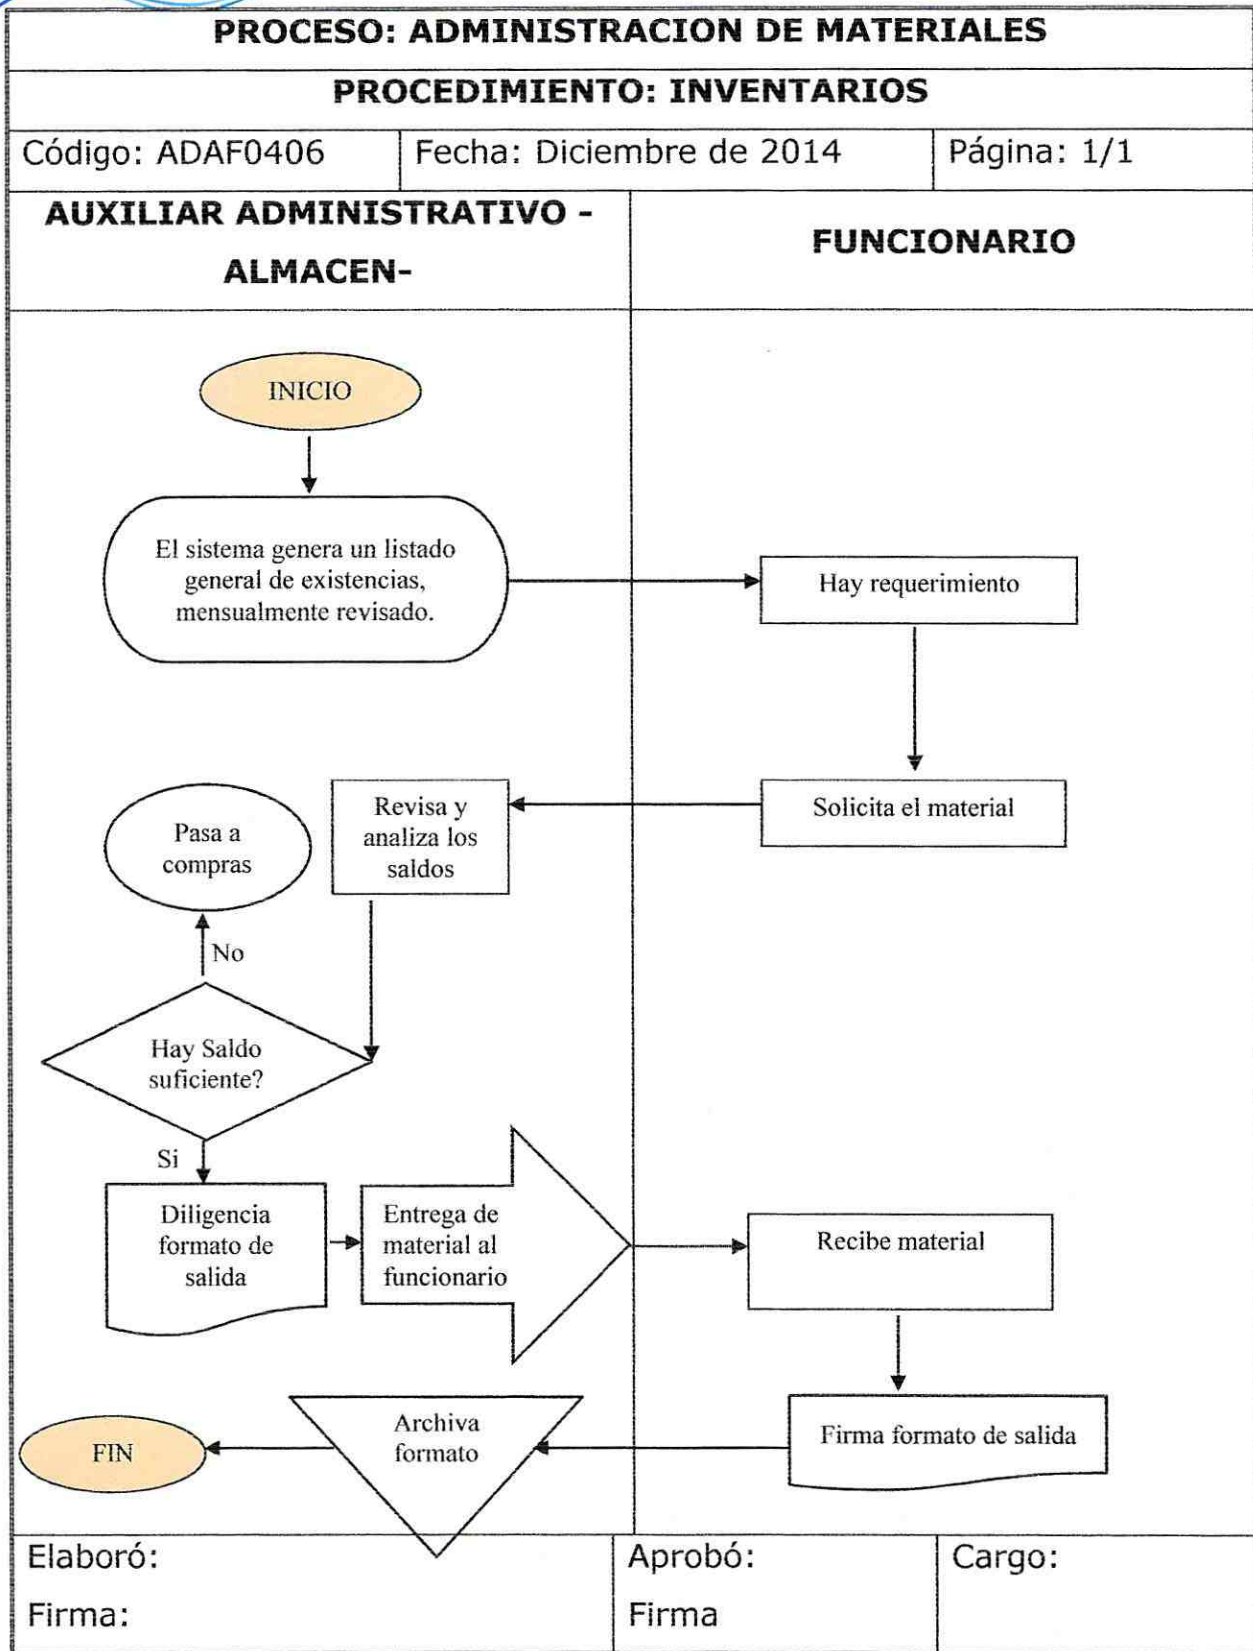 PROCESO: ADMINISTRACION DE MATERIALES
PROCEDIMIENTO: INVENTARIOS
Código: ADAF0406
Fecha: Diciembre de 2014
Página: 1/1
AUXILIAR ADMINISTRATIVO -
ALMACEN-
FUNCIONARIO
INICIO
El sistema genera un listado
general de existencias,
mensualmente revisado.
Hay requerimiento
Solicita el material
Revisa y
analiza los
saldos
Pasa a
compras
No
Hay Saldo
suficiente?
Si
Diligencia
formato de
salida
Entrega de
material al
funcionario
Recibe material
Firma formato de salida
Archiva
formato
FIN
Elaboró:
Firma:
Aprobó:
Firma
Cargo: